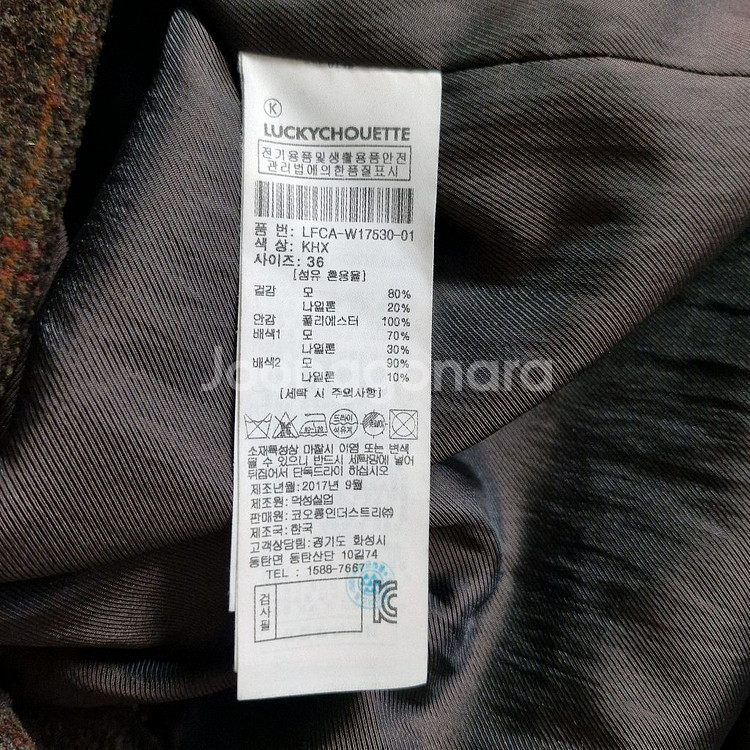 K
LUCKYCHOUETTE
전기용품및생활용품안전
관리법에의한품질표시
품 번: LFCA-W17530-01
색 상: KHX
사이즈: 36
[섬유 혼용율]
겉감 모 80%
나일론 20%
안감 폴리에스터 100%
배색1 모 70%
나일론 30%
배색2 모 90%
나일론 10%
Joongonara
[세탁 시 주의사항]
드라이
석유계
소재특성상 마찰시 이염 또는 변색
될 수 있으니 반드시 세탁망에 넣어
뒤집어서 단독드라이 하십시오
제조년월: 2017년 9월
제조원: 덕성실업
판매원: 코오롱인더스트리㈜
제조국: 한국
고객상담팀: 경기도 화성시
동탄면 동탄산단 10길74
TEL : 1588-7667
검사필